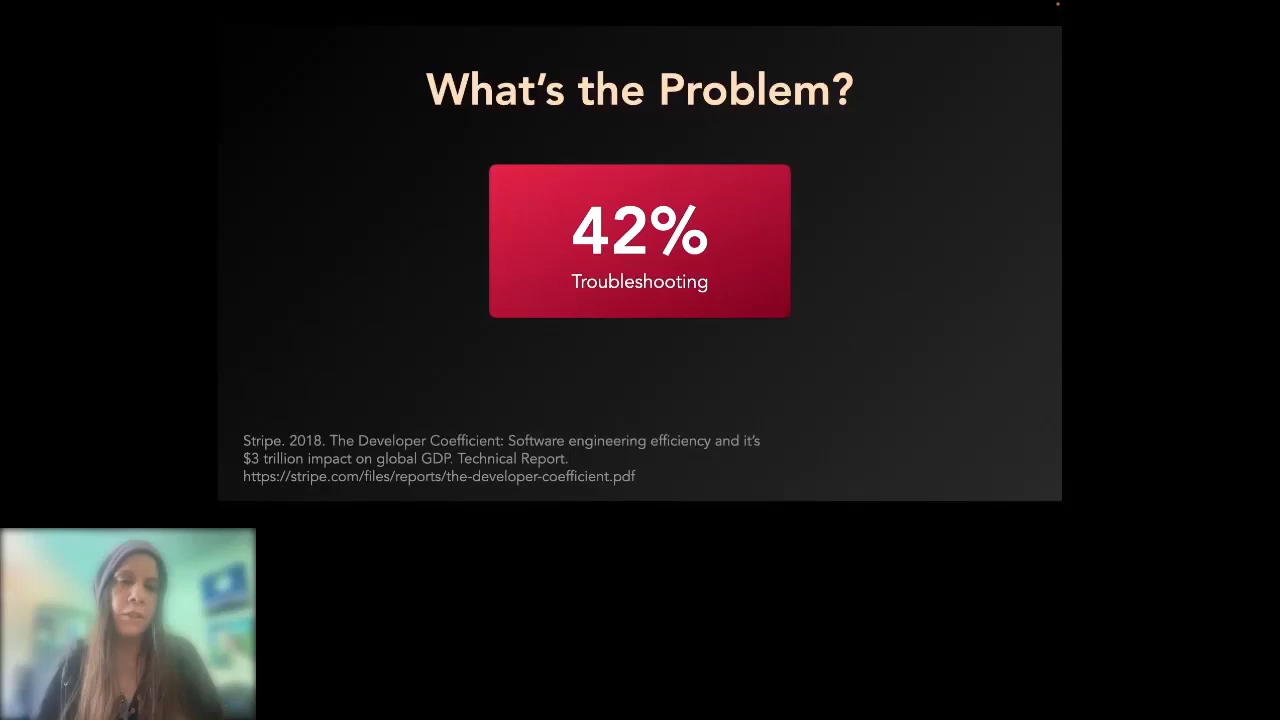 What's the Problem?
42%
Troubleshooting
Stripe. 2018. The Developer Coefficient: Software engineering efficiency and it's
$3 trillion impact on global GDP. Technical Report.
https://stripe.com/files/reports/the-developer-coefficient.pdf